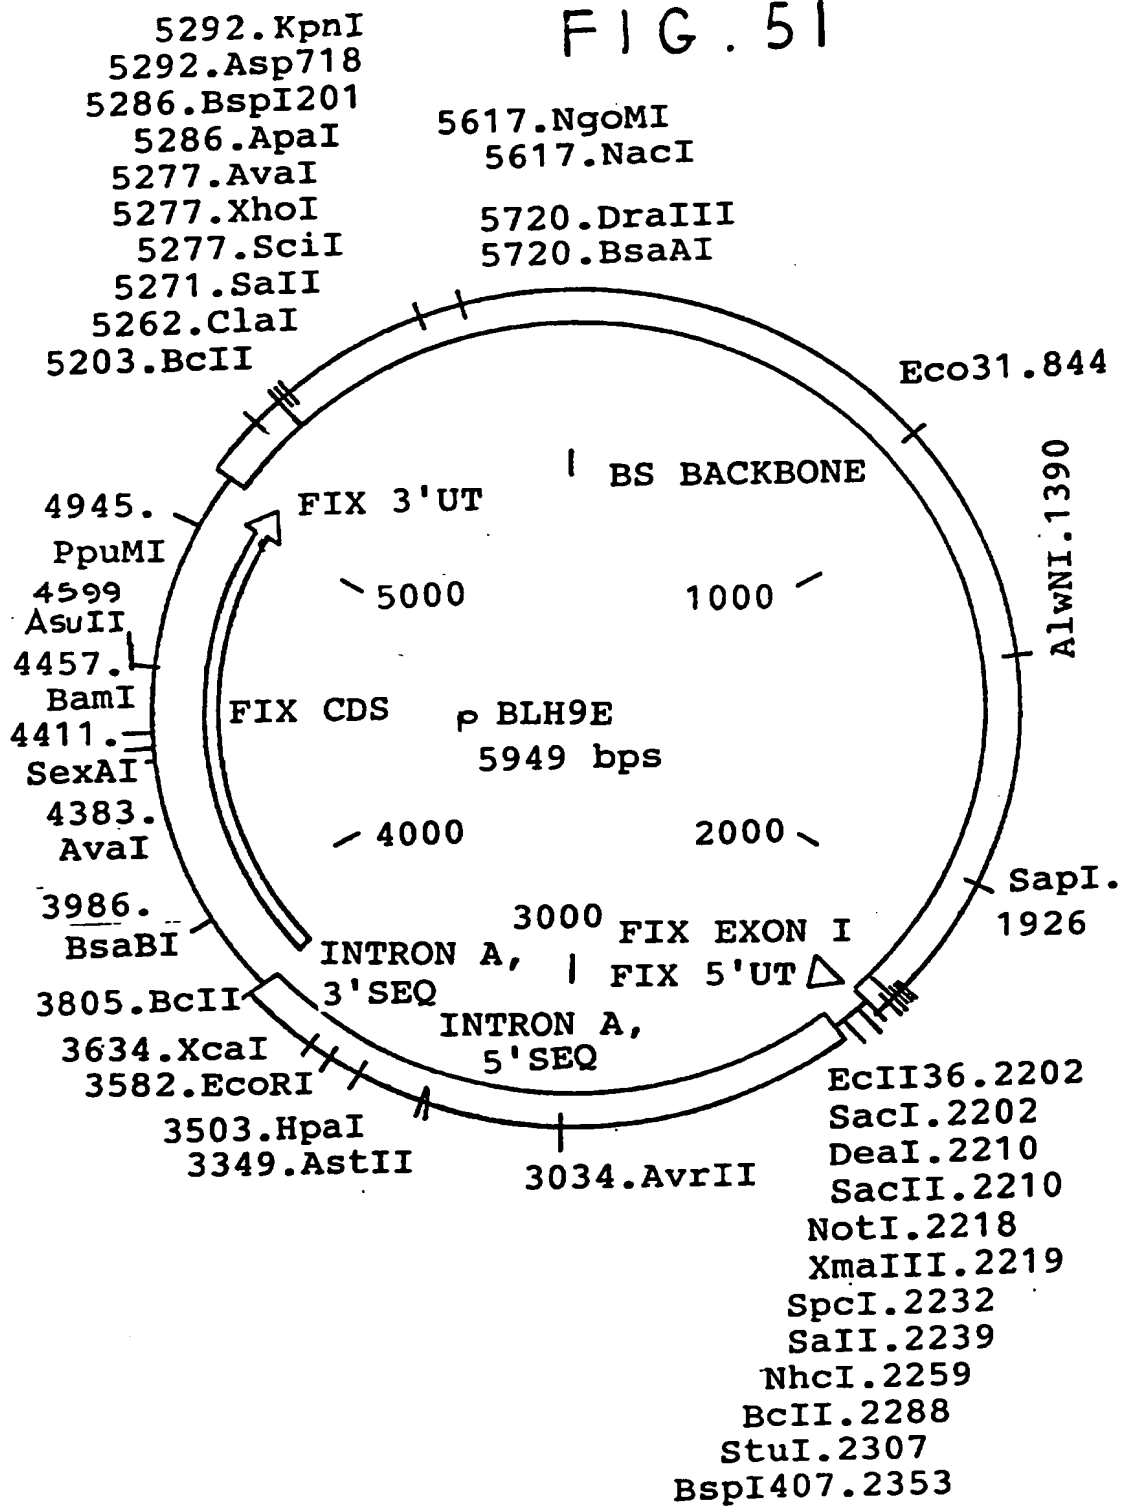 FIG. 51
5292.KpnI
5292.Asp718
5286.BspI201
5286.ApaI
5277.AvaI
5277.XhoI
5277.SciI
5271.SaII
5262.ClaI
5203.BcII
5617.NgoMI
5617.NacI
5720.DraIII
5720.BsaAI
Eco31.844
AlwNI.1390
BS BACKBONE
FIX 3'UT
4945.
PpuMI
4599
AsuII
4457.
BamI
4411.
SexAI
4383.
AvaI
3986.
BsaBI
5000
1000
FIX CDS
p BLH9E
5949 bps
4000
2000
3000
SapI.
1926
FIX EXON I
FIX 5'UT
INTRON A,
3'SEQ
INTRON A,
5'SEQ
3805.BcII
3634.XcaI
3582.EcoRI
3503.HpaI
3349.AstII
3034.AvrII
EcII36.2202
SacI.2202
DeaI.2210
SacII.2210
NotI.2218
XmaIII.2219
SpcI.2232
SaII.2239
NhcI.2259
BcII.2288
StuI.2307
BspI407.2353